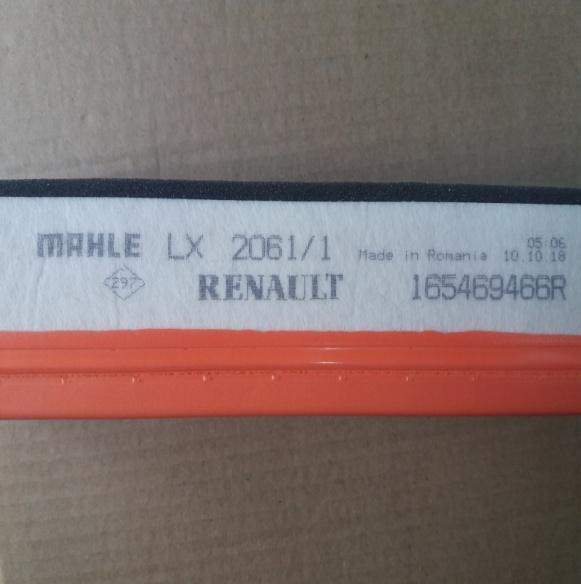 MAHLE LX 2061/1 Made in Romania 05:06 10.10.18
297 RENAULT 165469466R